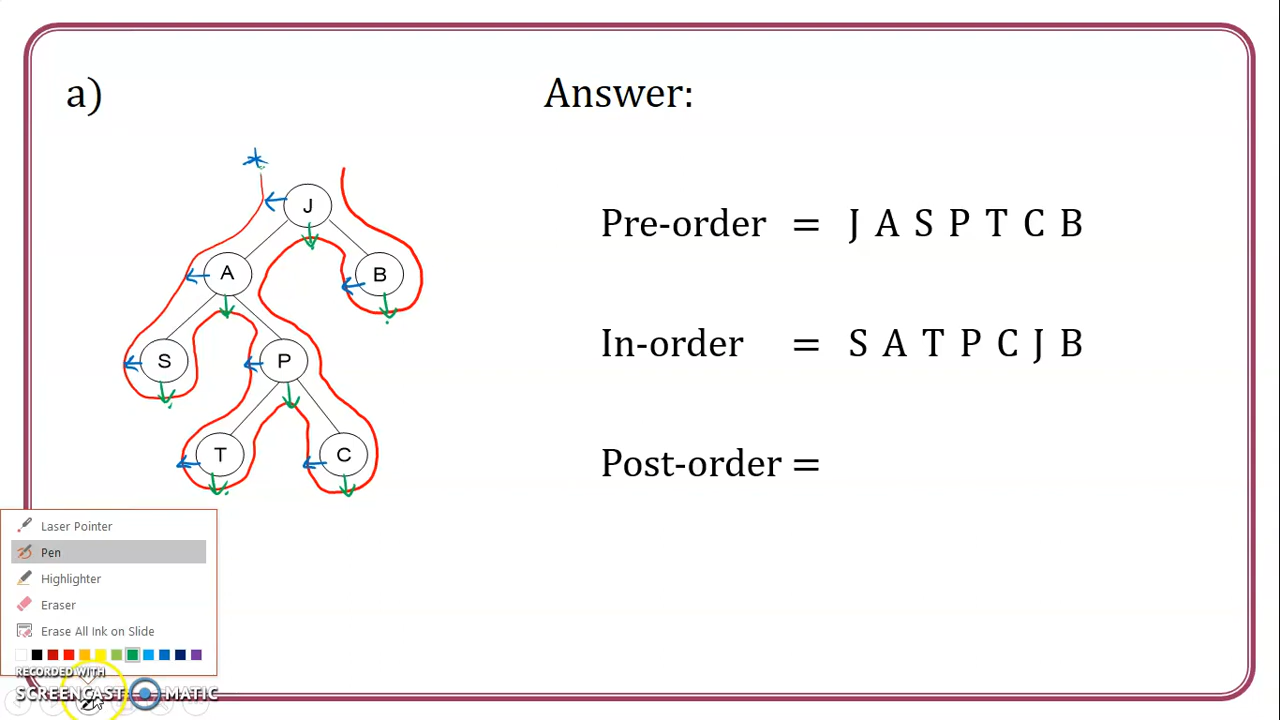 a)
Answer:
J
Pre-order = J A S P T C B
A
B
In-order = S A T P C J B
S
P
T
C
Post-order =
Laser Pointer
Pen
Highlighter
Eraser
Erase All Ink on Slide
RECORDED WITH
SCREENCAST MATIC